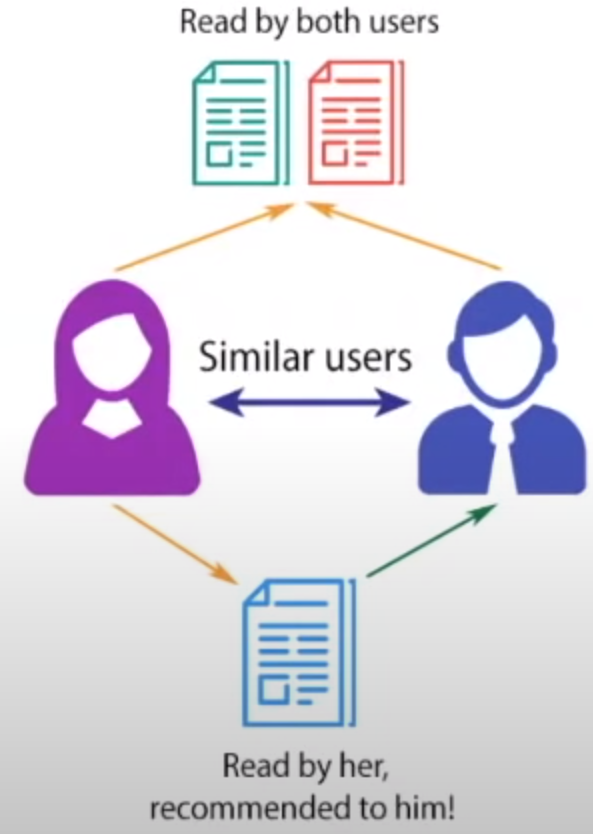 Read by both users
Similar users
Read by her,
recommended to him!